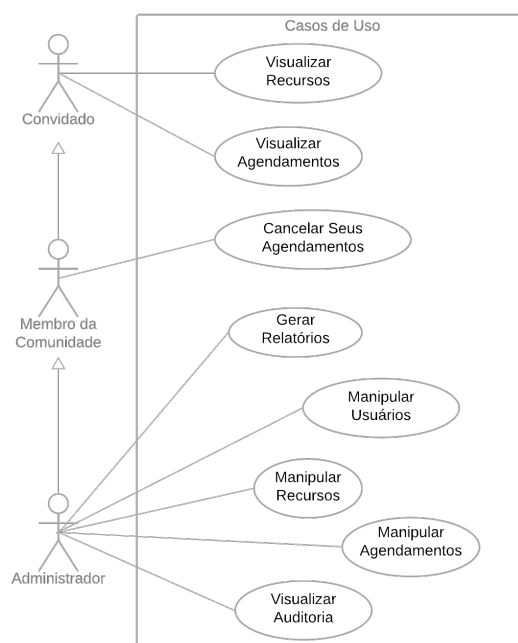 Casos de Uso
Visualizar
Recursos
Convidado
Visualizar
Agendamentos
Cancelar Seus
Agendamentos
Membro da
Comunidade
Gerar
Relatórios
Manipular
Usuários
Manipular
Recursos
Manipular
Agendamentos
Administrador
Visualizar
Auditoria